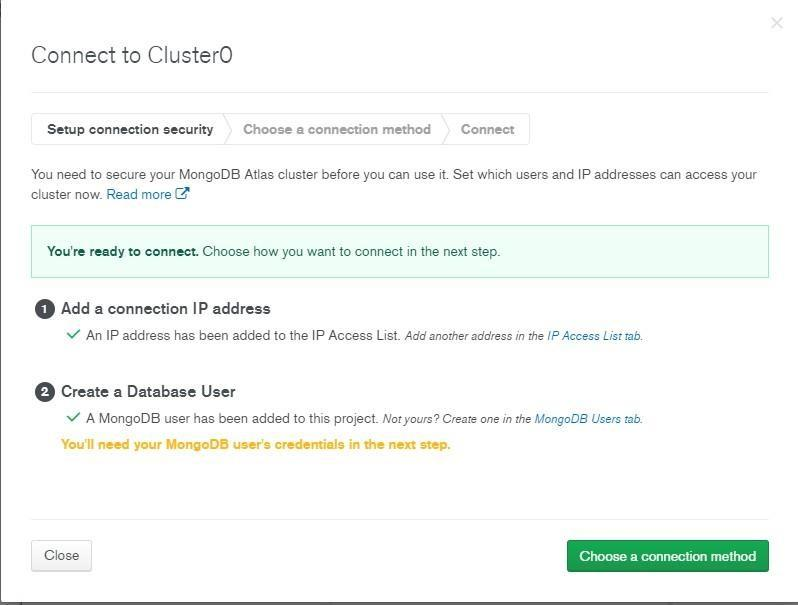 Connect to Cluster0
Setup connection security Choose a connection method Connect
You need to secure your MongoDB Atlas cluster before you can use it. Set which users and IP addresses can access your
cluster now. Read more
You're ready to connect. Choose how you want to connect in the next step.
1 Add a connection IP address
An IP address has been added to the IP Access List. Add another address in the IP Access List tab.
2 Create a Database User
A MongoDB user has been added to this project. Not yours? Create one in the MongoDB Users tab.
You'll need your MongoDB user's credentials in the next step.
Close Choose a connection method